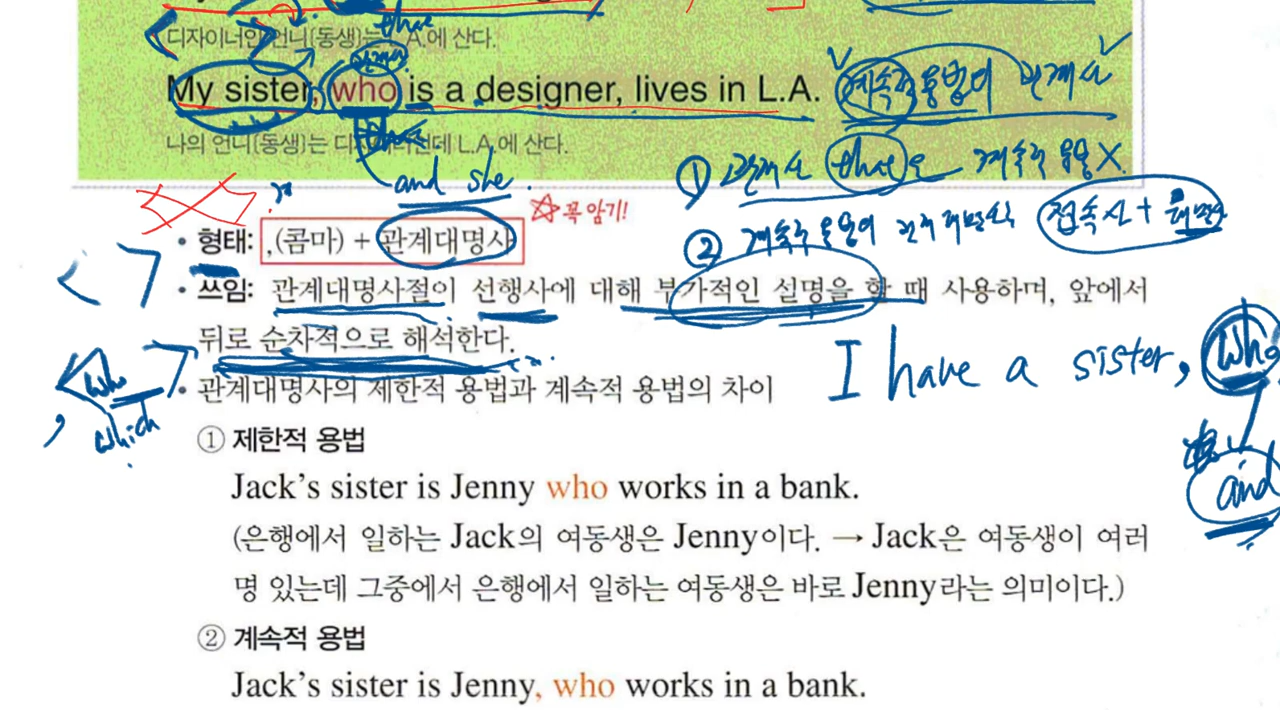 that
디자이너인 언니(동생)는 L.A.에 산다.
My sister, who is a designer, lives in L.A.
계속적 용법의 관계사
나의 언니(동생)는 디자이너인데 L.A.에 산다.
and she
① 관계사 that은 계속적 용법 X
꼭 암기!
② 계속적 용법의 관계대명사 접속사 +
• 형태: ,(콤마) + 관계대명사
• 쓰임: 관계대명사절이 선행사에 대해 부가적인 설명을 할 때 사용하며, 앞에서
뒤로 순차적으로 해석한다.
I have a sister, who
who
, which
• 관계대명사의 제한적 용법과 계속적 용법의 차이
① 제한적 용법
and
Jack's sister is Jenny who works in a bank.
(은행에서 일하는 Jack의 여동생은 Jenny이다. → Jack은 여동생이 여러
명 있는데 그중에서 은행에서 일하는 여동생은 바로 Jenny라는 의미이다.)
② 계속적 용법
Jack's sister is Jenny, who works in a bank.